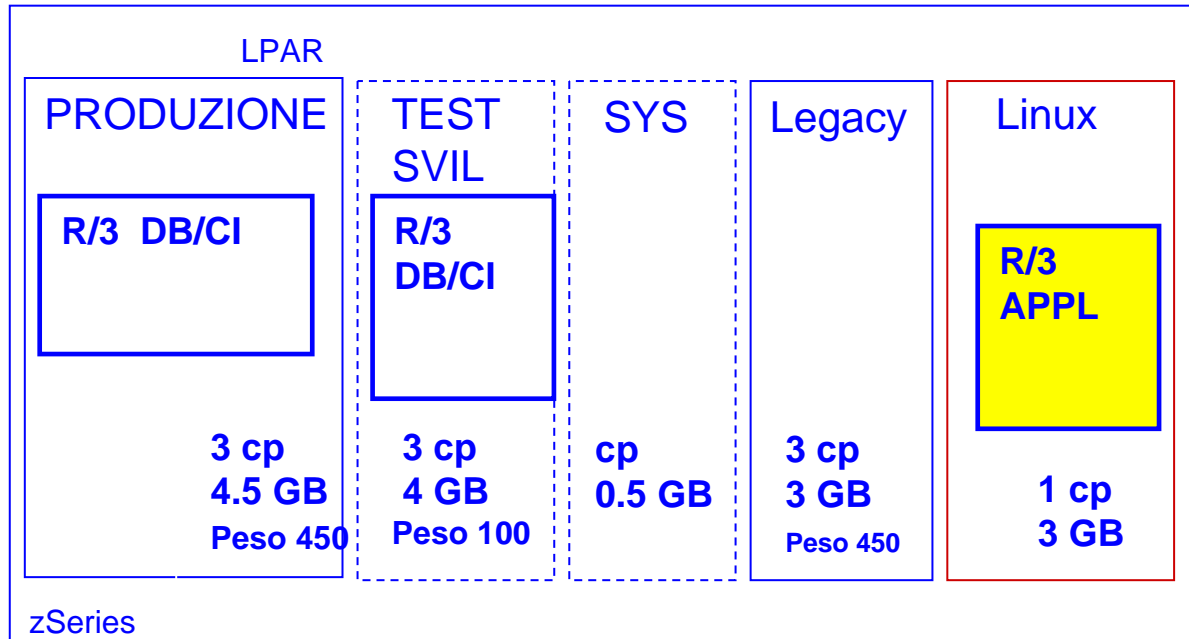 LPAR
PRODUZIONE
R/3 DB/CI
3 cp
4.5 GB
Peso 450
TEST
SVIL
R/3
DB/CI
3 cp
4 GB
Peso 100
SYS
cp
0.5 GB
Legacy
3 cp
3 GB
Peso 450
Linux
R/3
APPL
1 cp
3 GB
zSeries